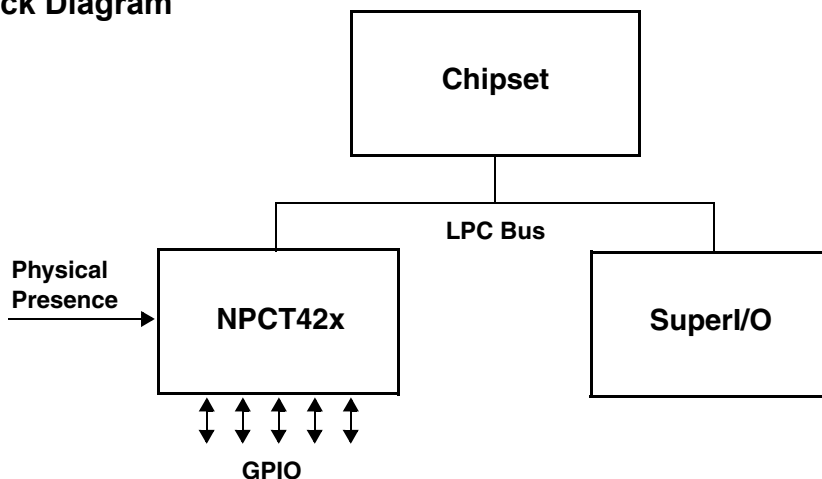 ck Diagram
Chipset
LPC Bus
Physical
Presence
NPCT42x
SuperI/O
GPIO